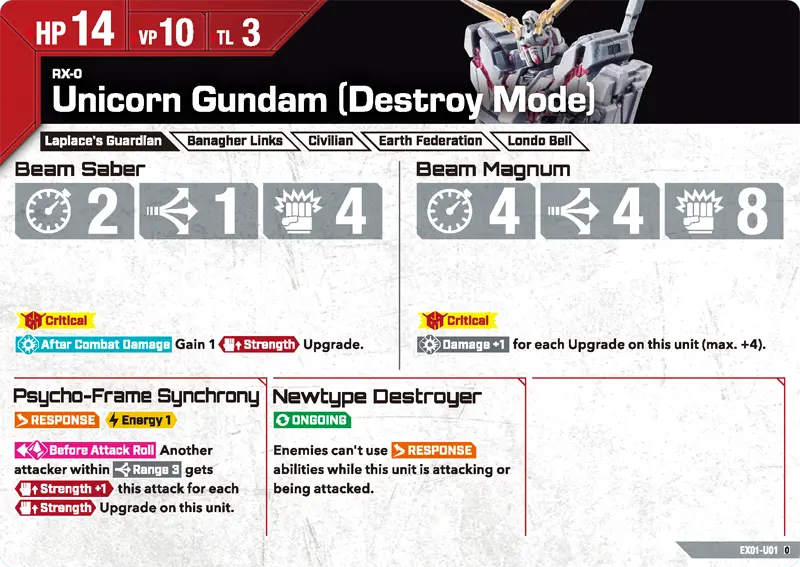 HP 14 VP 10 TL 3
RX-0
Unicorn Gundam (Destroy Mode)
Laplace's Guardian Banagher Links Civilian Earth Federation Londo Bell
Beam Saber
2 1 4
Critical
After Combat Damage Gain 1 Strength Upgrade.
Beam Magnum
4 4 8
Critical
Damage +1 for each Upgrade on this unit (max. +4).
Psycho-Frame Synchrony
RESPONSE Energy 1
Before Attack Roll Another
attacker within Range 3 gets
Strength +1 this attack for each
Strength Upgrade on this unit.
Newtype Destroyer
ONGOING
Enemies can't use RESPONSE
abilities while this unit is attacking or
being attacked.
EX01-U01 0